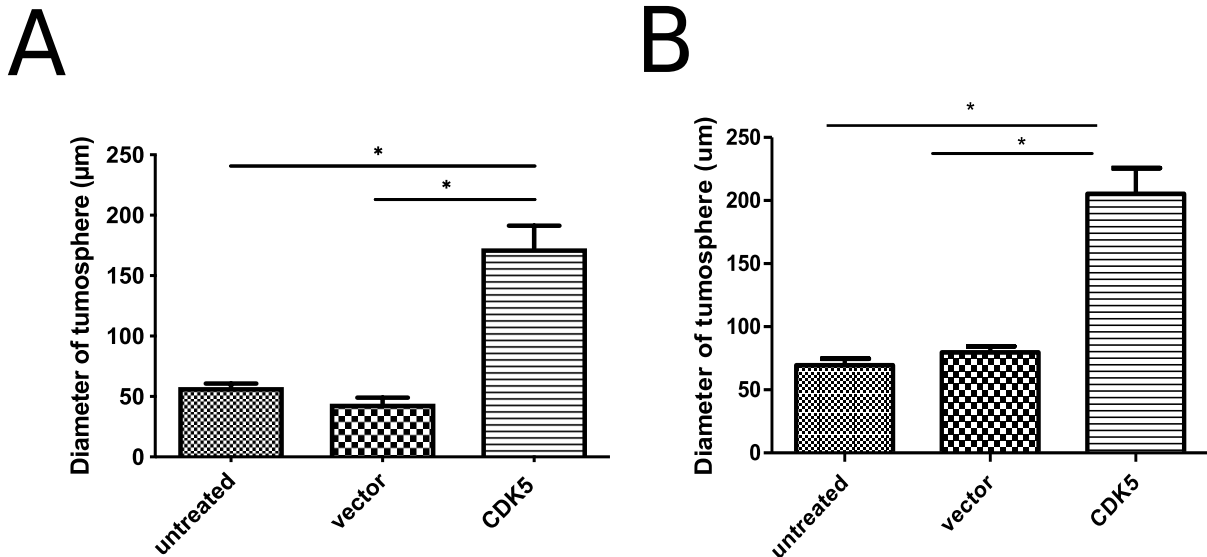 A
B
Diameter of tumosphere (µm)
250
200
150
100
50
0
*
*
untreated
vector
CDK5
Diameter of tumosphere (um)
250
200
150
100
50
0
*
*
untreated
vector
CDK5